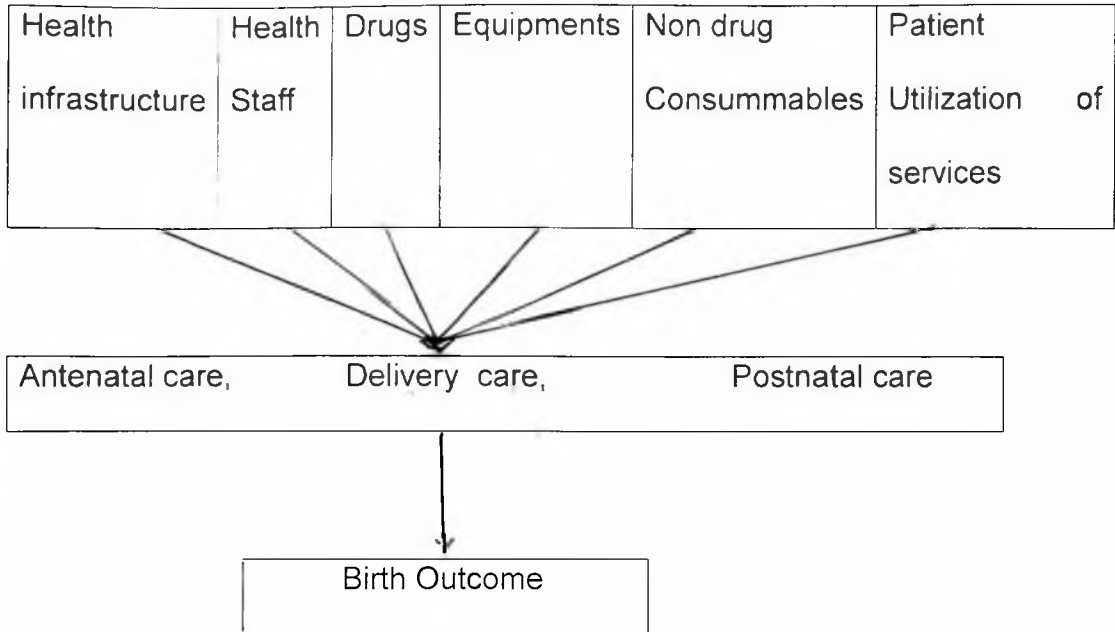 Health infrastructure
Health Staff
Drugs
Equipments
Non drug Consummables
Patient Utilization of services
Antenatal care, Delivery care, Postnatal care
Birth Outcome